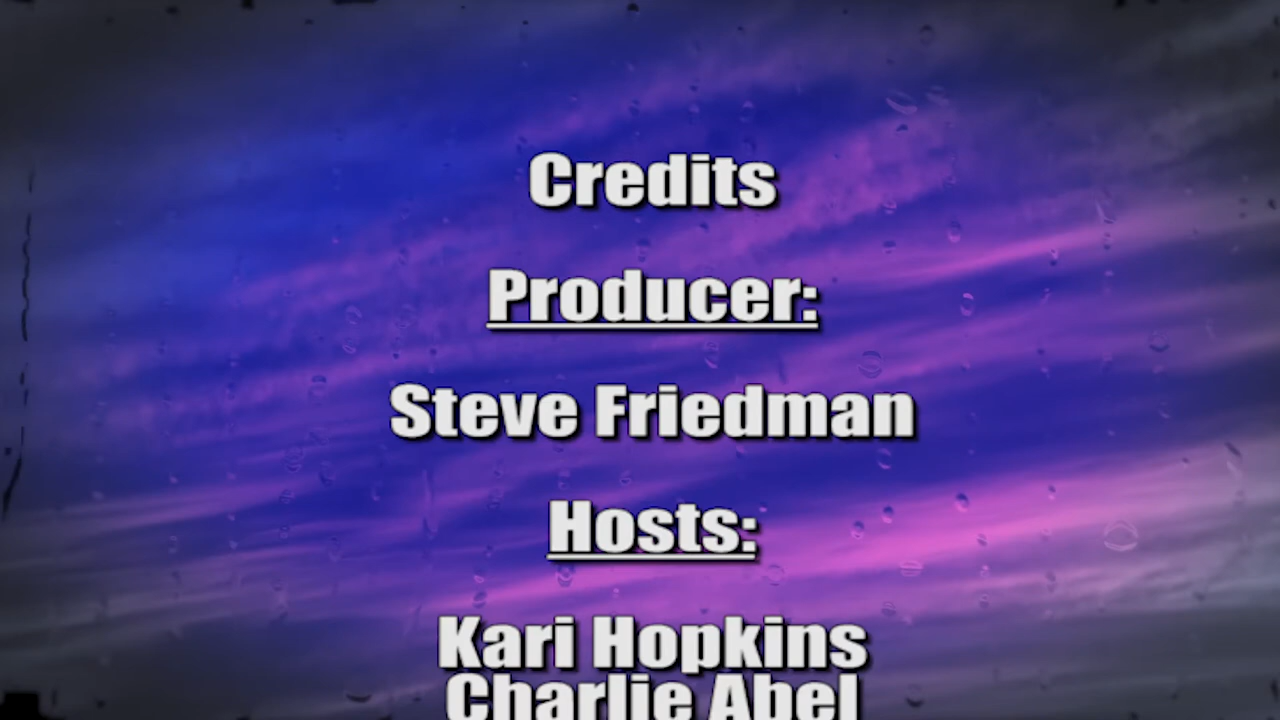 Credits
Producer:
Steve Friedman
Hosts:
Kari Hopkins
Charlie Abel